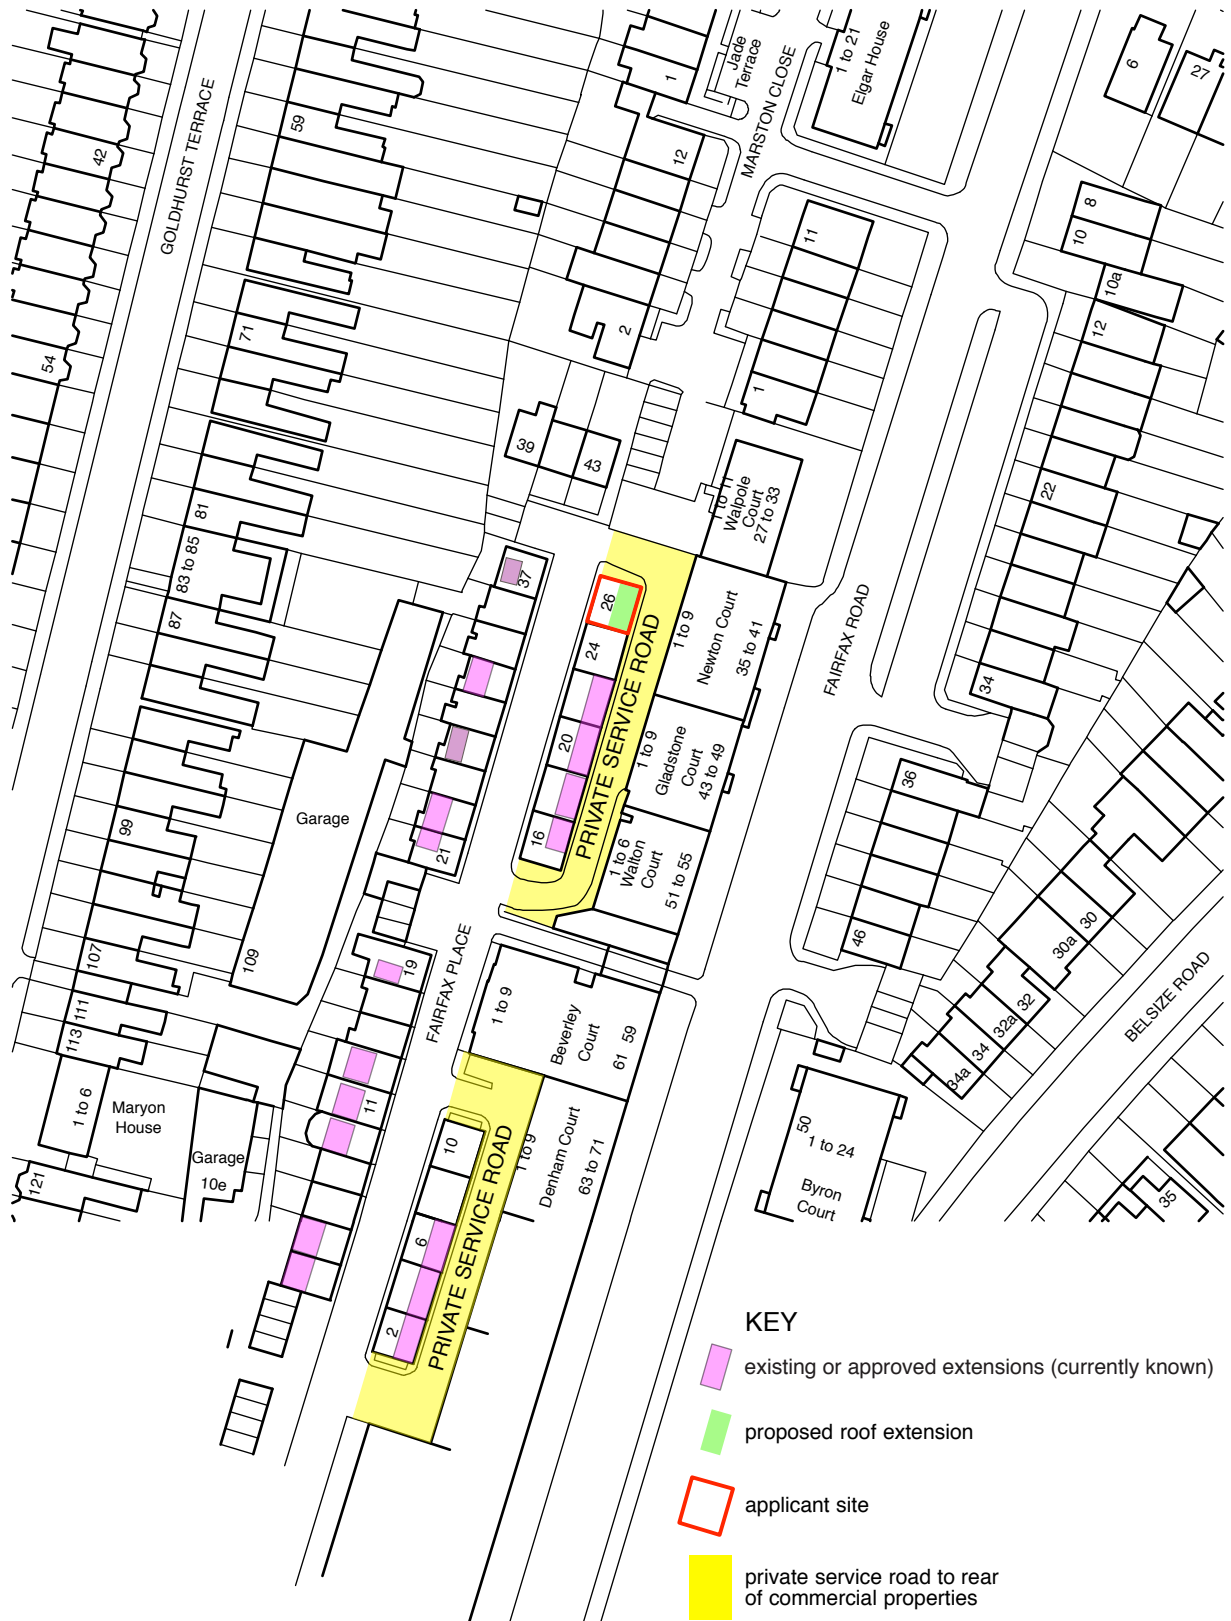 GOLDHURST TERRACE
42
54
59
71
81
83 to 85
87
99
107
109
111
113
1 to 6
Maryon
House
121
Garage
Garage
10e
1
Jade
Terrace
MARSTON CLOSE
1 to 21
Elgar House
12
2
11
1
39
43
1 to 11
Walpole
Court
27 to 33
6
27
8
10
10a
12
22
34
37
26
24
20
16
21
19
11
PRIVATE SERVICE ROAD
1 to 9
Newton Court
35 to 41
1 to 9
Gladstone
Court
43 to 49
1 to 6
Walton
Court
51 to 55
FAIRFAX ROAD
36
46
30
30a
32
32a
34
34a
BELSIZE ROAD
35
FAIRFAX PLACE
1 to 9
Beverley
Court
61 59
1 to 9
Denham Court
63 to 71
10
6
2
PRIVATE SERVICE ROAD
50
1 to 24
Byron
Court
KEY
existing or approved extensions (currently known)
proposed roof extension
applicant site
private service road to rear
of commercial properties